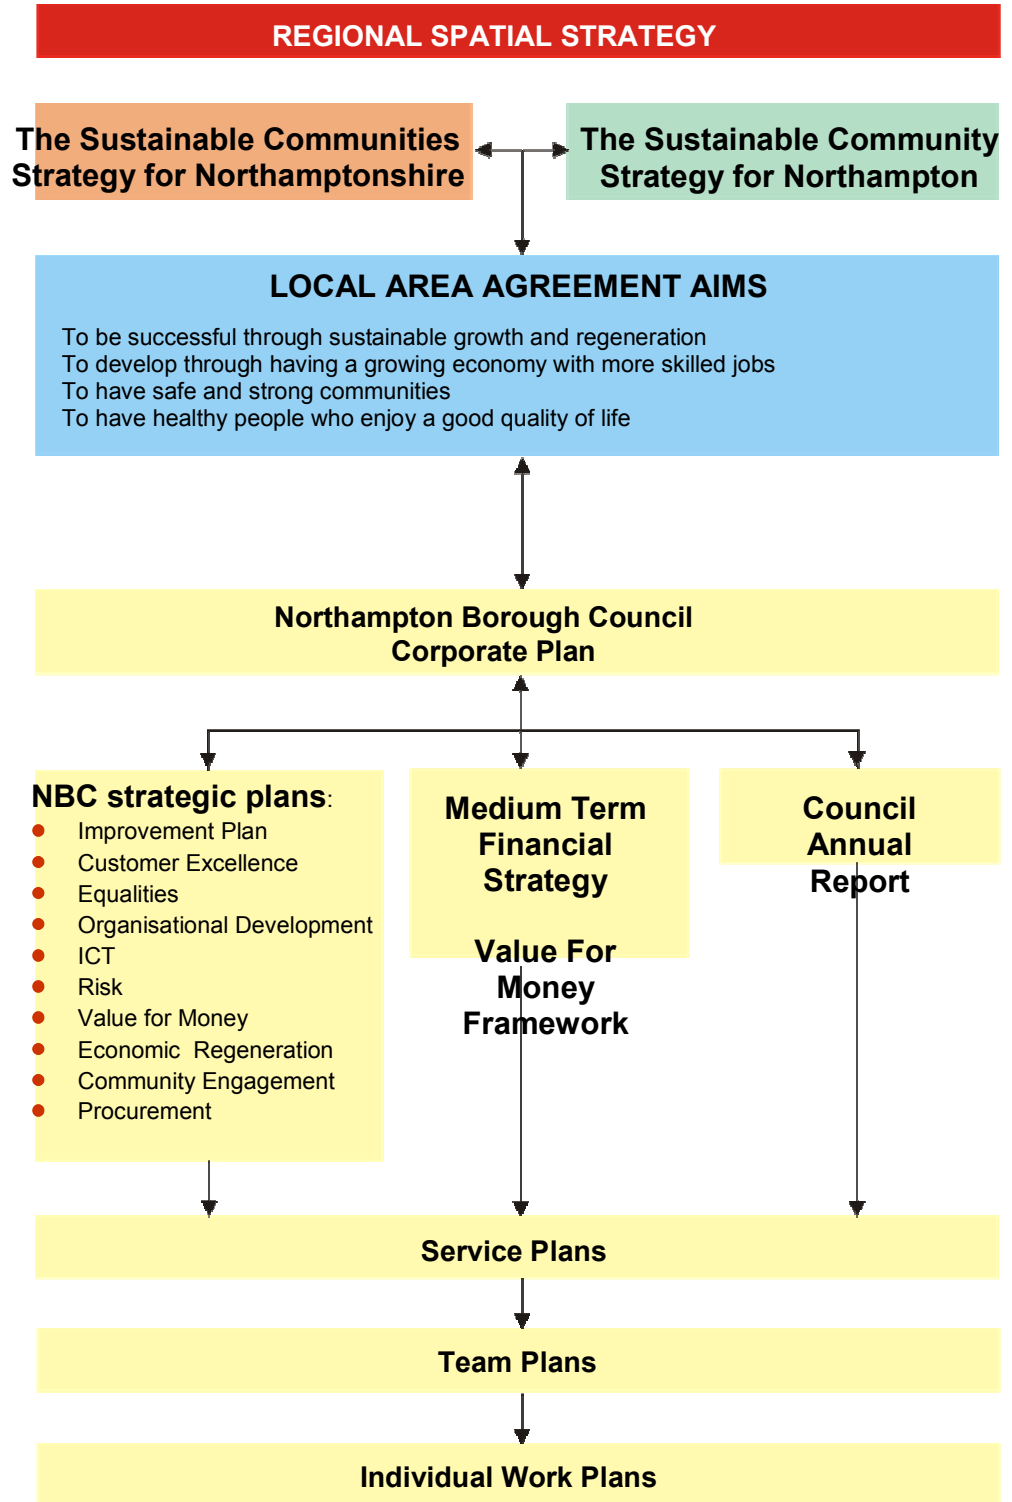 REGIONAL SPATIAL STRATEGY
The Sustainable Communities
Strategy for Northamptonshire
The Sustainable Community
Strategy for Northampton
LOCAL AREA AGREEMENT AIMS
To be successful through sustainable growth and regeneration
To develop through having a growing economy with more skilled jobs
To have safe and strong communities
To have healthy people who enjoy a good quality of life
Northampton Borough Council
Corporate Plan
NBC strategic plans:
Improvement Plan
Customer Excellence
Equalities
Organisational Development
ICT
Risk
Value for Money
Economic Regeneration
Community Engagement
Procurement
Medium Term
Financial
Strategy
Value For
Money
Framework
Council
Annual
Report
Service Plans
Team Plans
Individual Work Plans